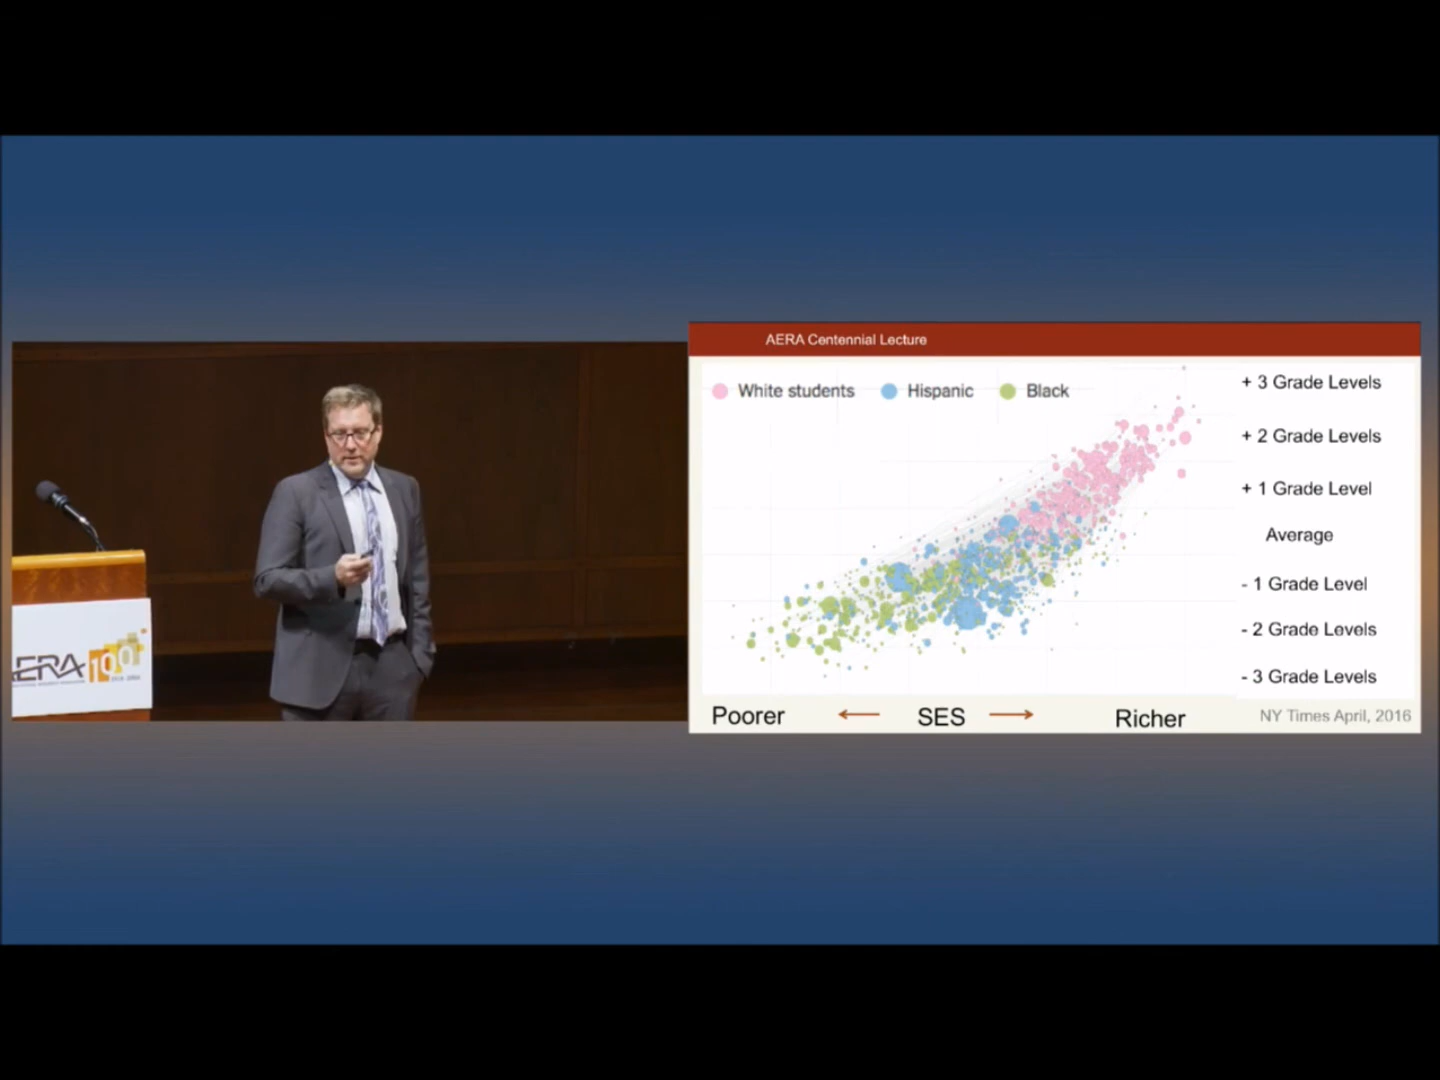 AERA Centennial Lecture
White students Hispanic Black
+ 3 Grade Levels
+ 2 Grade Levels
+ 1 Grade Level
Average
- 1 Grade Level
- 2 Grade Levels
- 3 Grade Levels
Poorer SES Richer
NY Times April, 2016
AERA 100